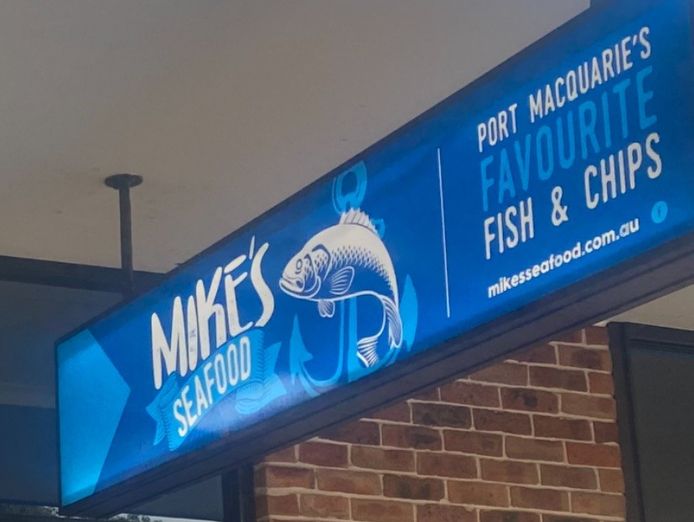 MIKE'S
SEAFOOD
PORT MACQUARIE'S
FAVOURITE
FISH & CHIPS
mikesseafood.com.au